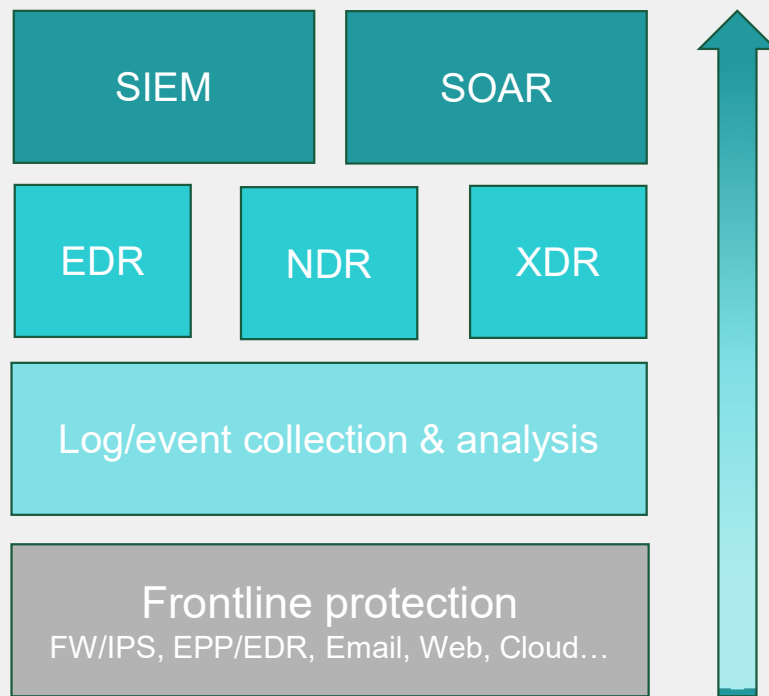 SIEM
SOAR
EDR
NDR
XDR
Log/event collection & analysis
Frontline protection
FW/IPS, EPP/EDR, Email, Web, Cloud…